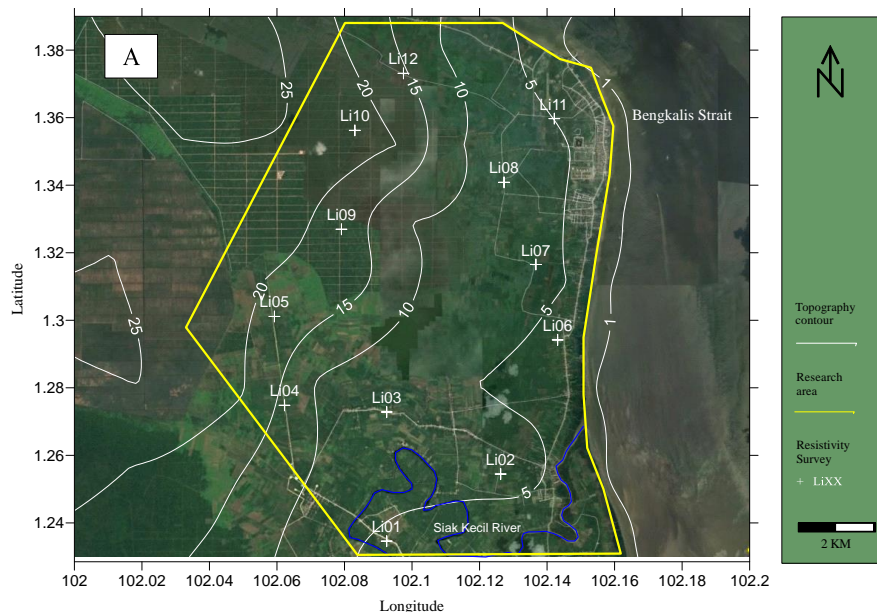 A
1.38
1.36
1.34
1.32
1.3
1.28
1.26
1.24
Latitude
102
102.02
102.04
102.06
102.08
102.1
102.12
102.14
102.16
102.18
102.2
Longitude
25
20
15
10
5
1
Li12
Li11
Li10
Li08
Li09
Li07
Li05
Li06
Li04
Li03
Li02
Li01
20
15
10
5
25
1
5
Bengkalis Strait
Siak Kecil River
N
Topography
contour
Research
area
Resistivity
Survey
+ LiXX
2 KM